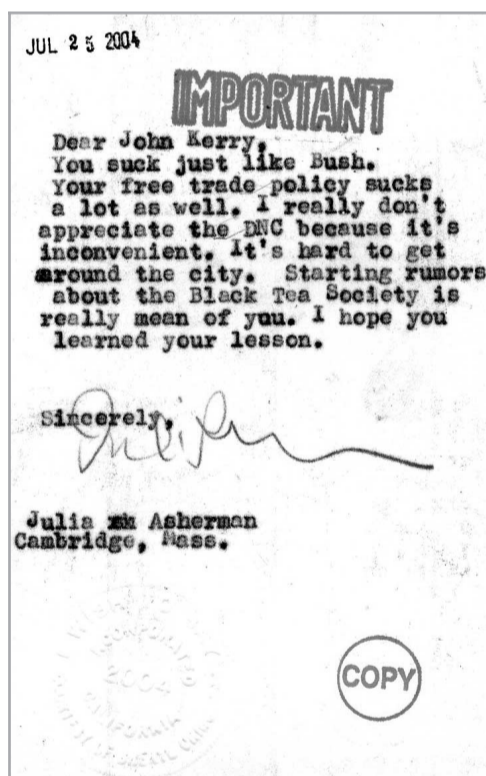 JUL 25 2004
IMPORTANT
Dear John Kerry,
You suck just like Bush.
Your free trade policy sucks
a lot as well. I really don't
appreciate the DNC because it's
inconvenient. It's hard to get
around the city. Starting rumors
about the Black Tea Society is
really mean of you. I hope you
learned your lesson.
Sincerely,
Julia Asherman
Cambridge, Mass.
INCORPORATED
2004
CALIFORNIA
COPY